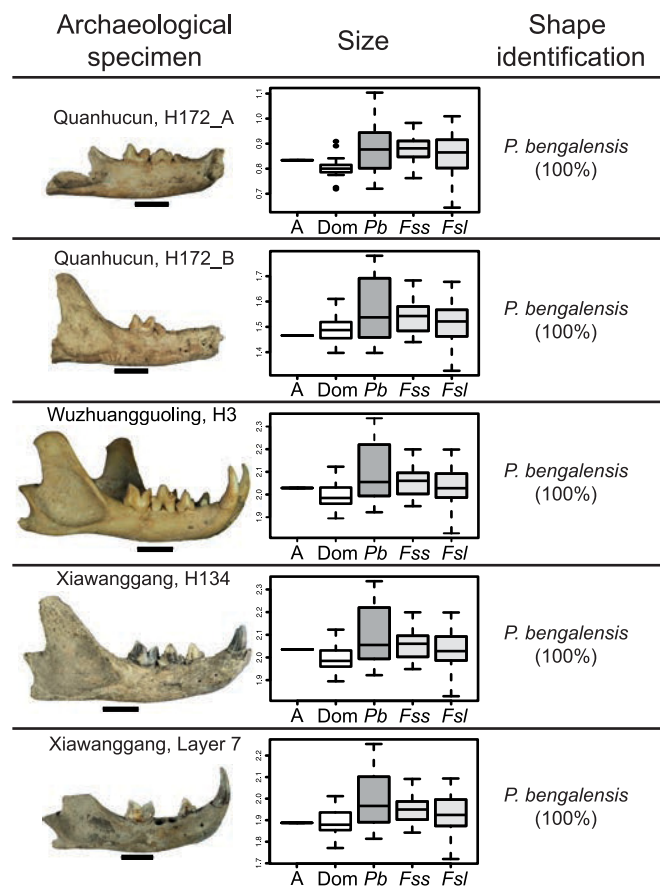 Archaeological specimen
Size
Shape identification
Quanhucun, H172_A
1.1
1.0
0.9
0.8
0.7
A Dom Pb Fss Fsl
P. bengalensis
(100%)
Quanhucun, H172_B
1.7
1.6
1.5
1.4
A Dom Pb Fss Fsl
P. bengalensis
(100%)
Wuzhuangguoling, H3
2.3
2.2
2.1
2.0
1.9
A Dom Pb Fss Fsl
P. bengalensis
(100%)
Xiawanggang, H134
2.3
2.2
2.1
2.0
1.9
A Dom Pb Fss Fsl
P. bengalensis
(100%)
Xiawanggang, Layer 7
2.2
2.1
2.0
1.9
1.8
1.7
A Dom Pb Fss Fsl
P. bengalensis
(100%)